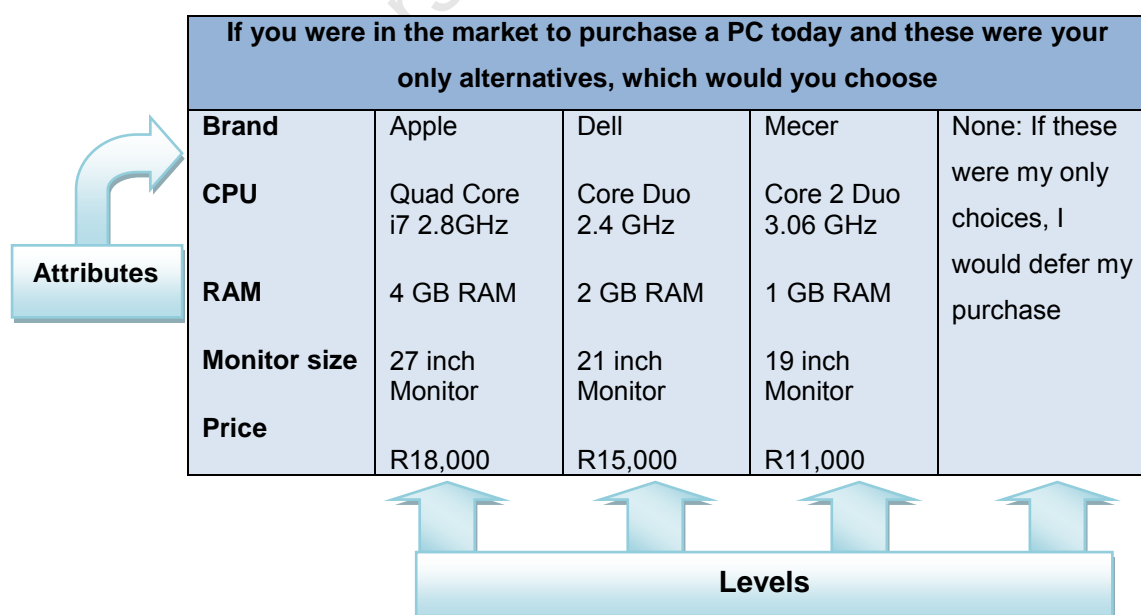 If you were in the market to purchase a PC today and these were your
only alternatives, which would you choose
Brand
Apple
Dell
Mecer
None: If these
were my only
choices, I
would defer my
purchase
CPU
Quad Core
i7 2.8GHz
Core Duo
2.4 GHz
Core 2 Duo
3.06 GHz
Attributes
RAM
4 GB RAM
2 GB RAM
1 GB RAM
Monitor size
27 inch
Monitor
21 inch
Monitor
19 inch
Monitor
Price
R18,000
R15,000
R11,000
Levels